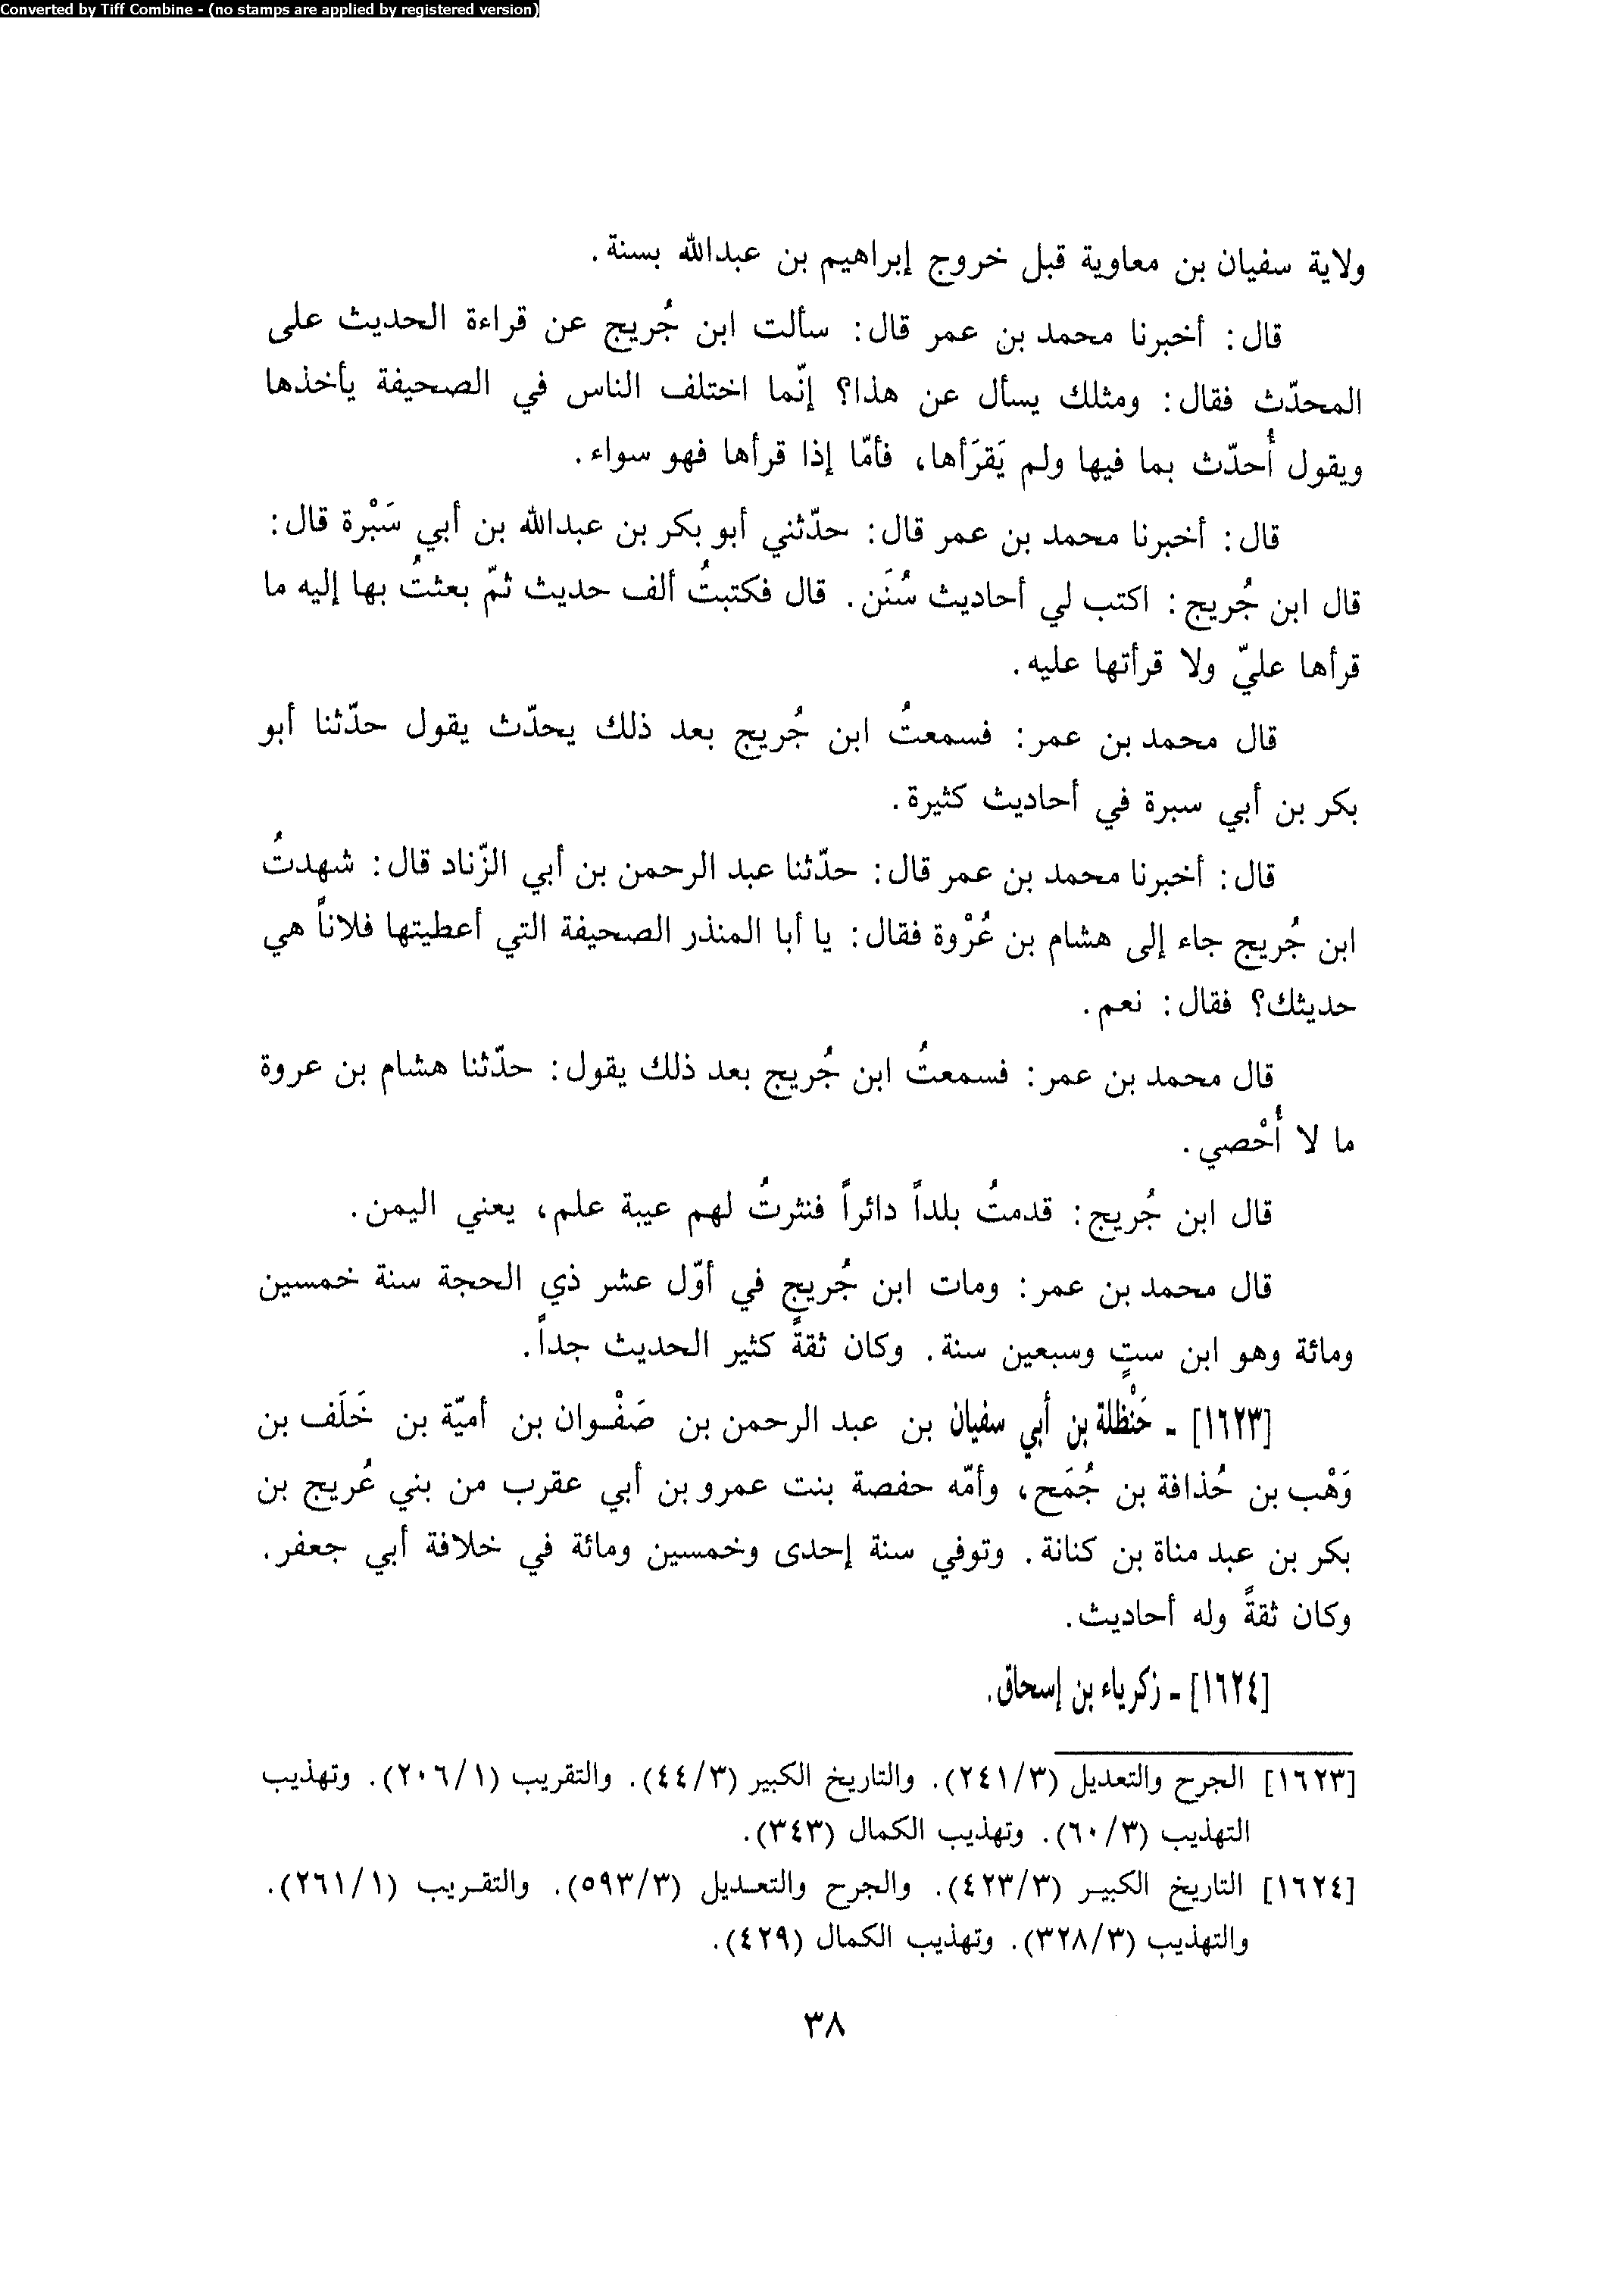 Converted by Tiff Combine - (no stamps are applied by registered version)
ولاية سفيان بن معاوية قبل خروج إبراهيم بن عبدالله بسنة.
قال: أخبرنا محمد بن عمر قال: سألت ابن جُريج عن قراءة الحديث على
المحدّث فقال: ومثلك يسأل عن هذا؟ إنّما اختلف الناس في الصحيفة يأخذها
ويقول أُحدّث بما فيها ولم يَقرَأها، فأمّا إذا قرأها فهو سواء.
قال: أخبرنا محمد بن عمر قال: حدّثني أبو بكر بن عبدالله بن أبي سَبْرة قال:
قال ابن جُريج: اكتب لي أحاديث سُنَن. قال فكتبتُ ألف حديث ثمّ بعثتُ بها إليه ما
قرأها عليّ ولا قرأتها عليه.
قال محمد بن عمر: فسمعتُ ابن جُريج بعد ذلك يحدّث يقول حدّثنا أبو
بكر بن أبي سبرة في أحاديث كثيرة.
قال: أخبرنا محمد بن عمر قال: حدّثنا عبد الرحمن بن أبي الزّناد قال: شهدتُ
ابن جُريج جاء إلى هشام بن عُرْوة فقال: يا أبا المنذر الصحيفة التي أعطيتها فلاناً هي
حديثك؟ فقال: نعم.
قال محمد بن عمر: فسمعتُ ابن جُريج بعد ذلك يقول: حدّثنا هشام بن عروة
ما لا أُحْصي.
قال ابن جُريج: قدمتُ بلداً دائراً فنثرتُ لهم عيبة علم، يعني اليمن.
قال محمد بن عمر: ومات ابن جُريج في أوّل عشر ذي الحجة سنة خمسين
ومائة وهو ابن ستٍ وسبعين سنة. وكان ثقةً كثير الحديث جداً.
[١٦٢٣] ـ حَنْظلة بن أبي سفيان بن عبد الرحمن بن صَفْوان بن أميّة بن خَلَف بن
وَهْب بن حُذافة بن جُمَح، وأمّه حفصة بنت عمرو بن أبي عقرب من بني عُريج بن
بكر بن عبد مناة بن كنانة. وتوفي سنة إحدى وخمسين ومائة في خلافة أبي جعفر.
وكان ثقةً وله أحاديث.
[١٦٢٤] ـ زكرياء بن إسحاق.
[١٦٢٣] الجرح والتعديل (٢٤١/٣). والتاريخ الكبير (٤٤/٣). والتقريب (٢٠٦/١). وتهذيب
التهذيب (٦٠/٣). وتهذيب الكمال (٣٤٣).
[١٦٢٤] التاريخ الكبير (٤٢٣/٣). والجرح والتعديل (٥٩٣/٣). والتقريب (٢٦١/١).
والتهذيب (٣٢٨/٣). وتهذيب الكمال (٤٢٩).
٣٨